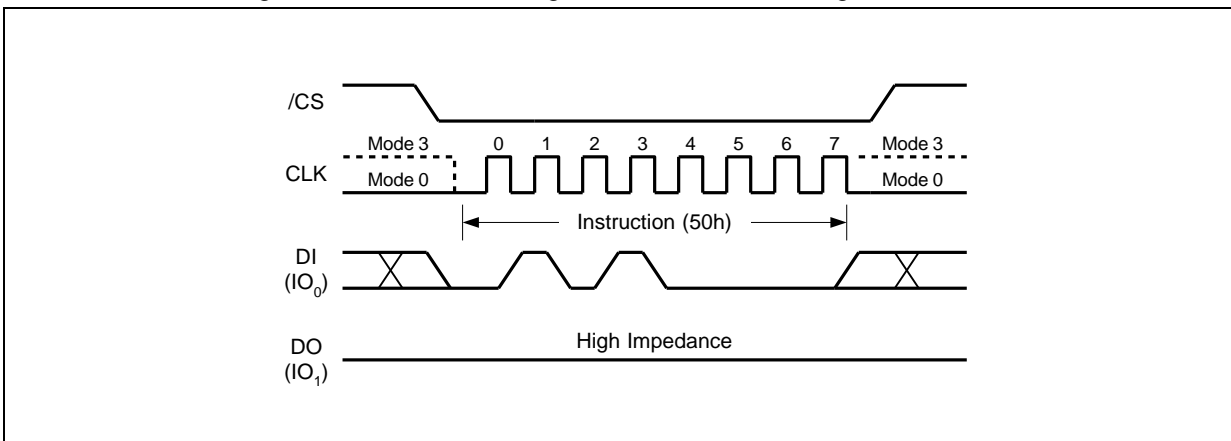 /CS
Mode 3 0 1 2 3 4 5 6 7 Mode 3
CLK
Mode 0 Mode 0
Instruction (50h)
DI
(IO0)
High Impedance
DO
(IO1)